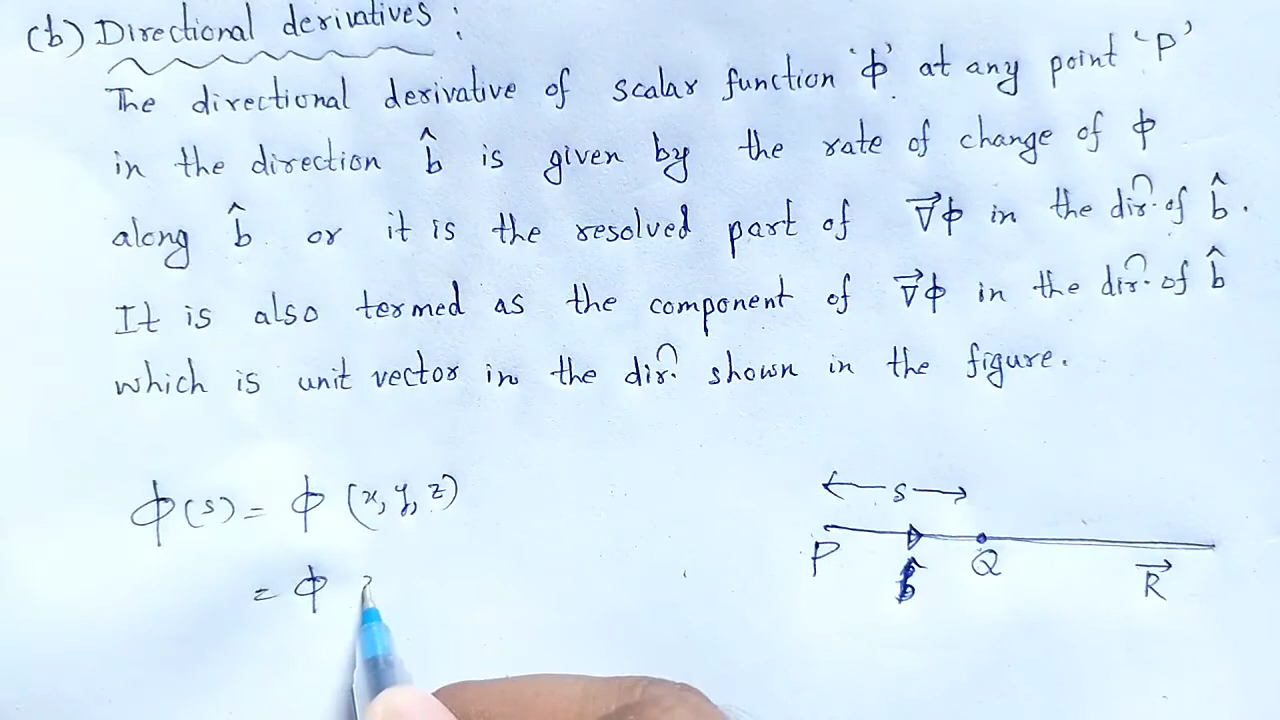 (b) Directional derivatives :
The directional derivative of scalar function 'ϕ' at any point 'P'
in the direction b̂ is given by the rate of change of ϕ
along b̂ or it is the resolved part of ∇⃗ϕ in the dir.n of b̂.
It is also termed as the component of ∇⃗ϕ in the dir.n of b̂
which is unit vector in the dir.n shown in the figure.
ϕ(s) = ϕ (x, y, z)
= ϕ
s
P
b̂
Q
R⃗